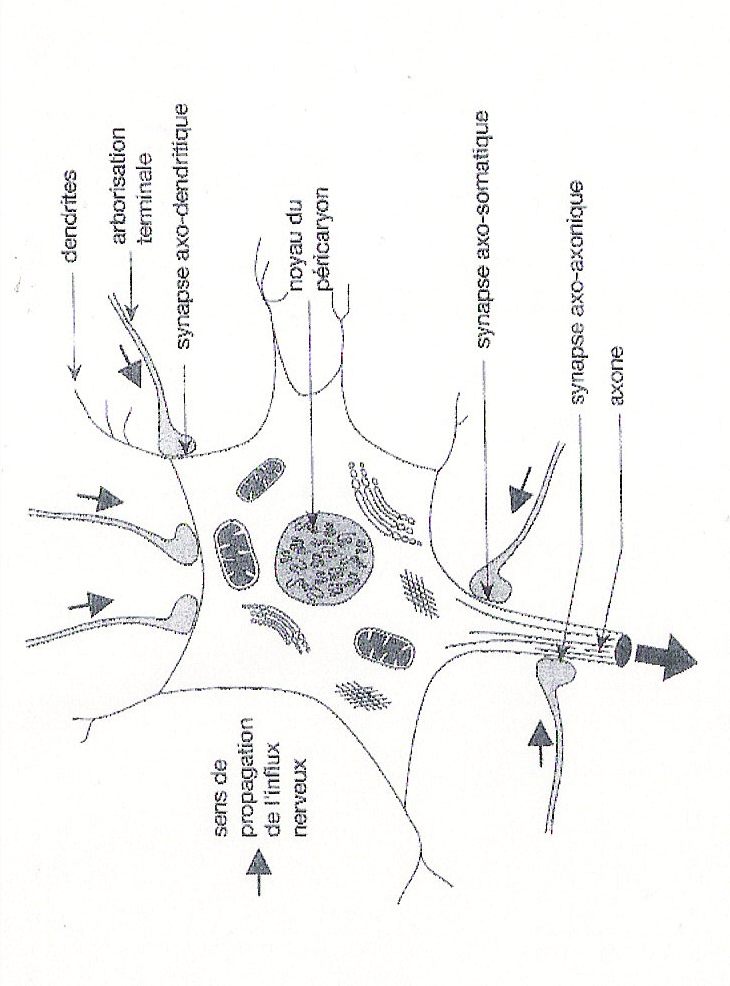 dendrites
arborisation
terminale
synapse axo-dendritique
noyau du
péricaryon
synapse axo-somatique
synapse axo-axonique
axone
sens de
propagation
de l'influx
nerveux